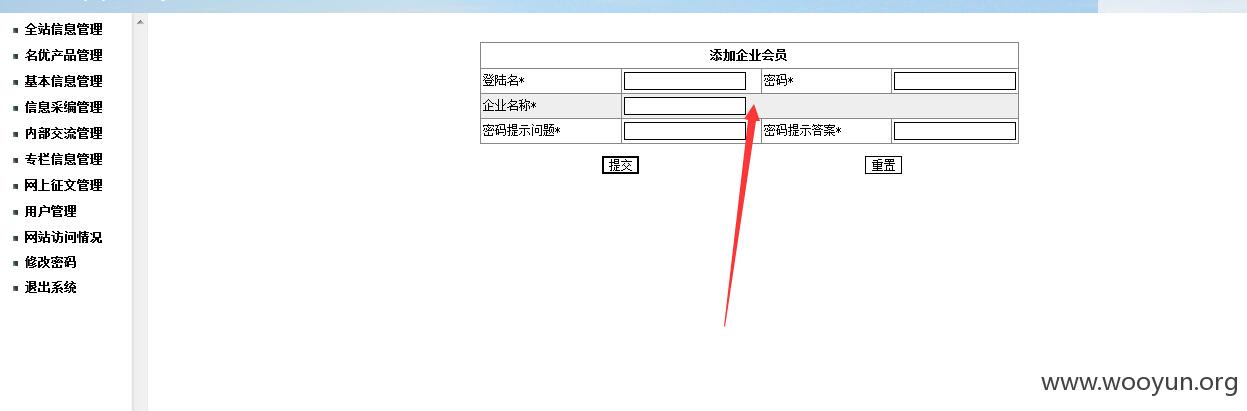 全站信息管理
名优产品管理
基本信息管理
信息采编管理
内部交流管理
专栏信息管理
网上征文管理
用户管理
网站访问情况
修改密码
退出系统
添加企业会员
登陆名* 密码*
企业名称*
密码提示问题* 密码提示答案*
提交 重置
www.wooyun.org